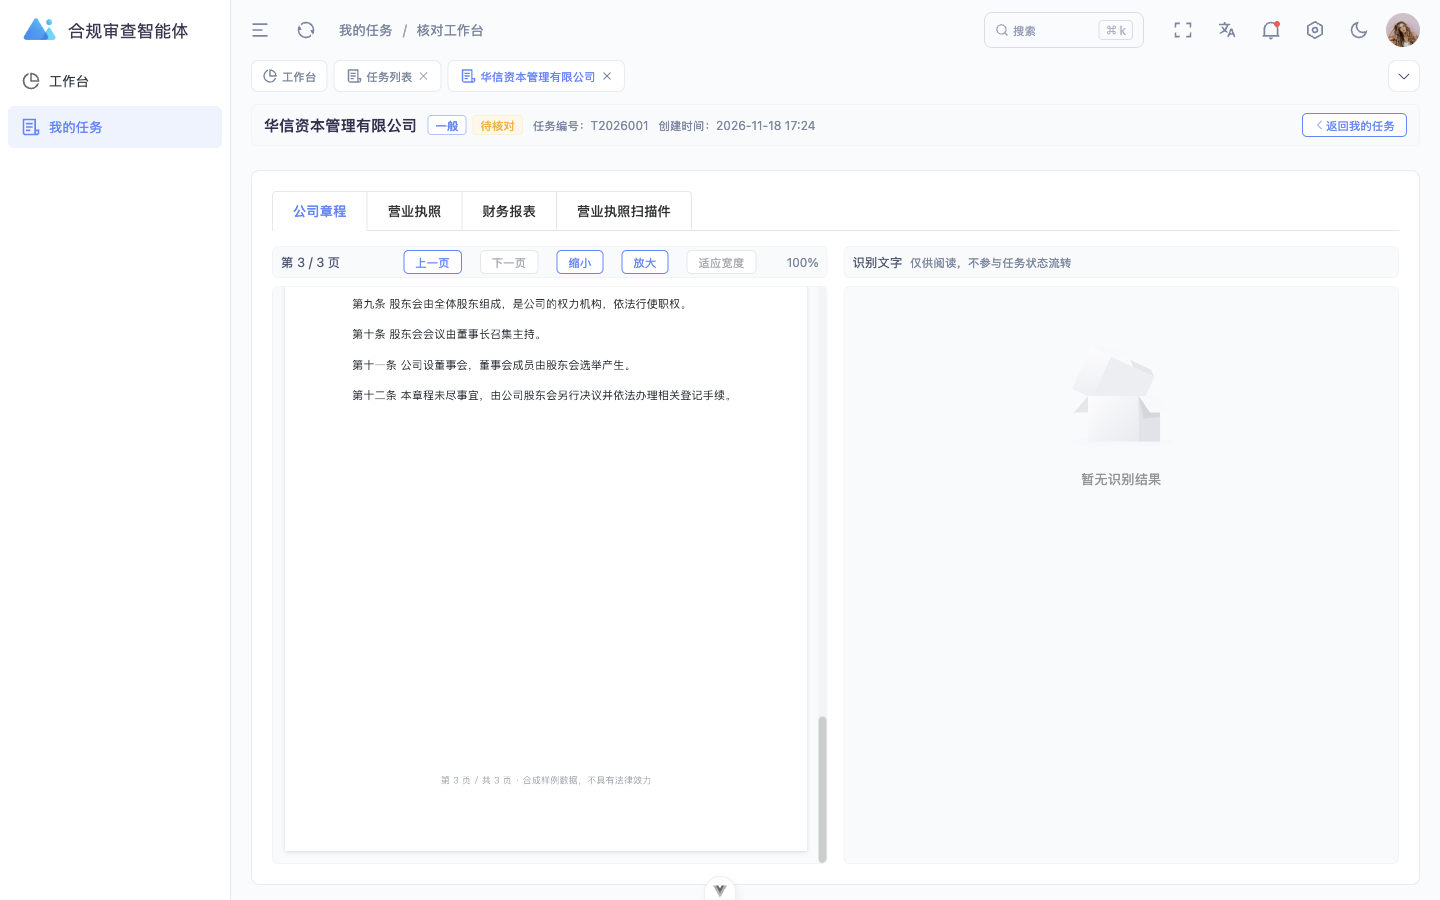 合规审查智能体
我的任务 / 核对工作台
搜索 ⌘ k
工作台
我的任务
工作台
任务列表
华信资本管理有限公司
华信资本管理有限公司 一般 待核对 任务编号：T2026001 创建时间：2026-11-18 17:24
返回我的任务
公司章程 营业执照 财务报表 营业执照扫描件
第 3 / 3 页 上一页 下一页 缩小 放大 适应宽度 100%
第九条 股东会由全体股东组成，是公司的权力机构，依法行使职权。
第十条 股东会会议由董事长召集主持。
第十一条 公司设董事会，董事会成员由股东会选举产生。
第十二条 本章程未尽事宜，由公司股东会另行决议并依法办理相关登记手续。
第 3 页 / 共 3 页 · 合成样例数据，不具有法律效力
识别文字 仅供阅读，不参与任务状态流转
暂无识别结果